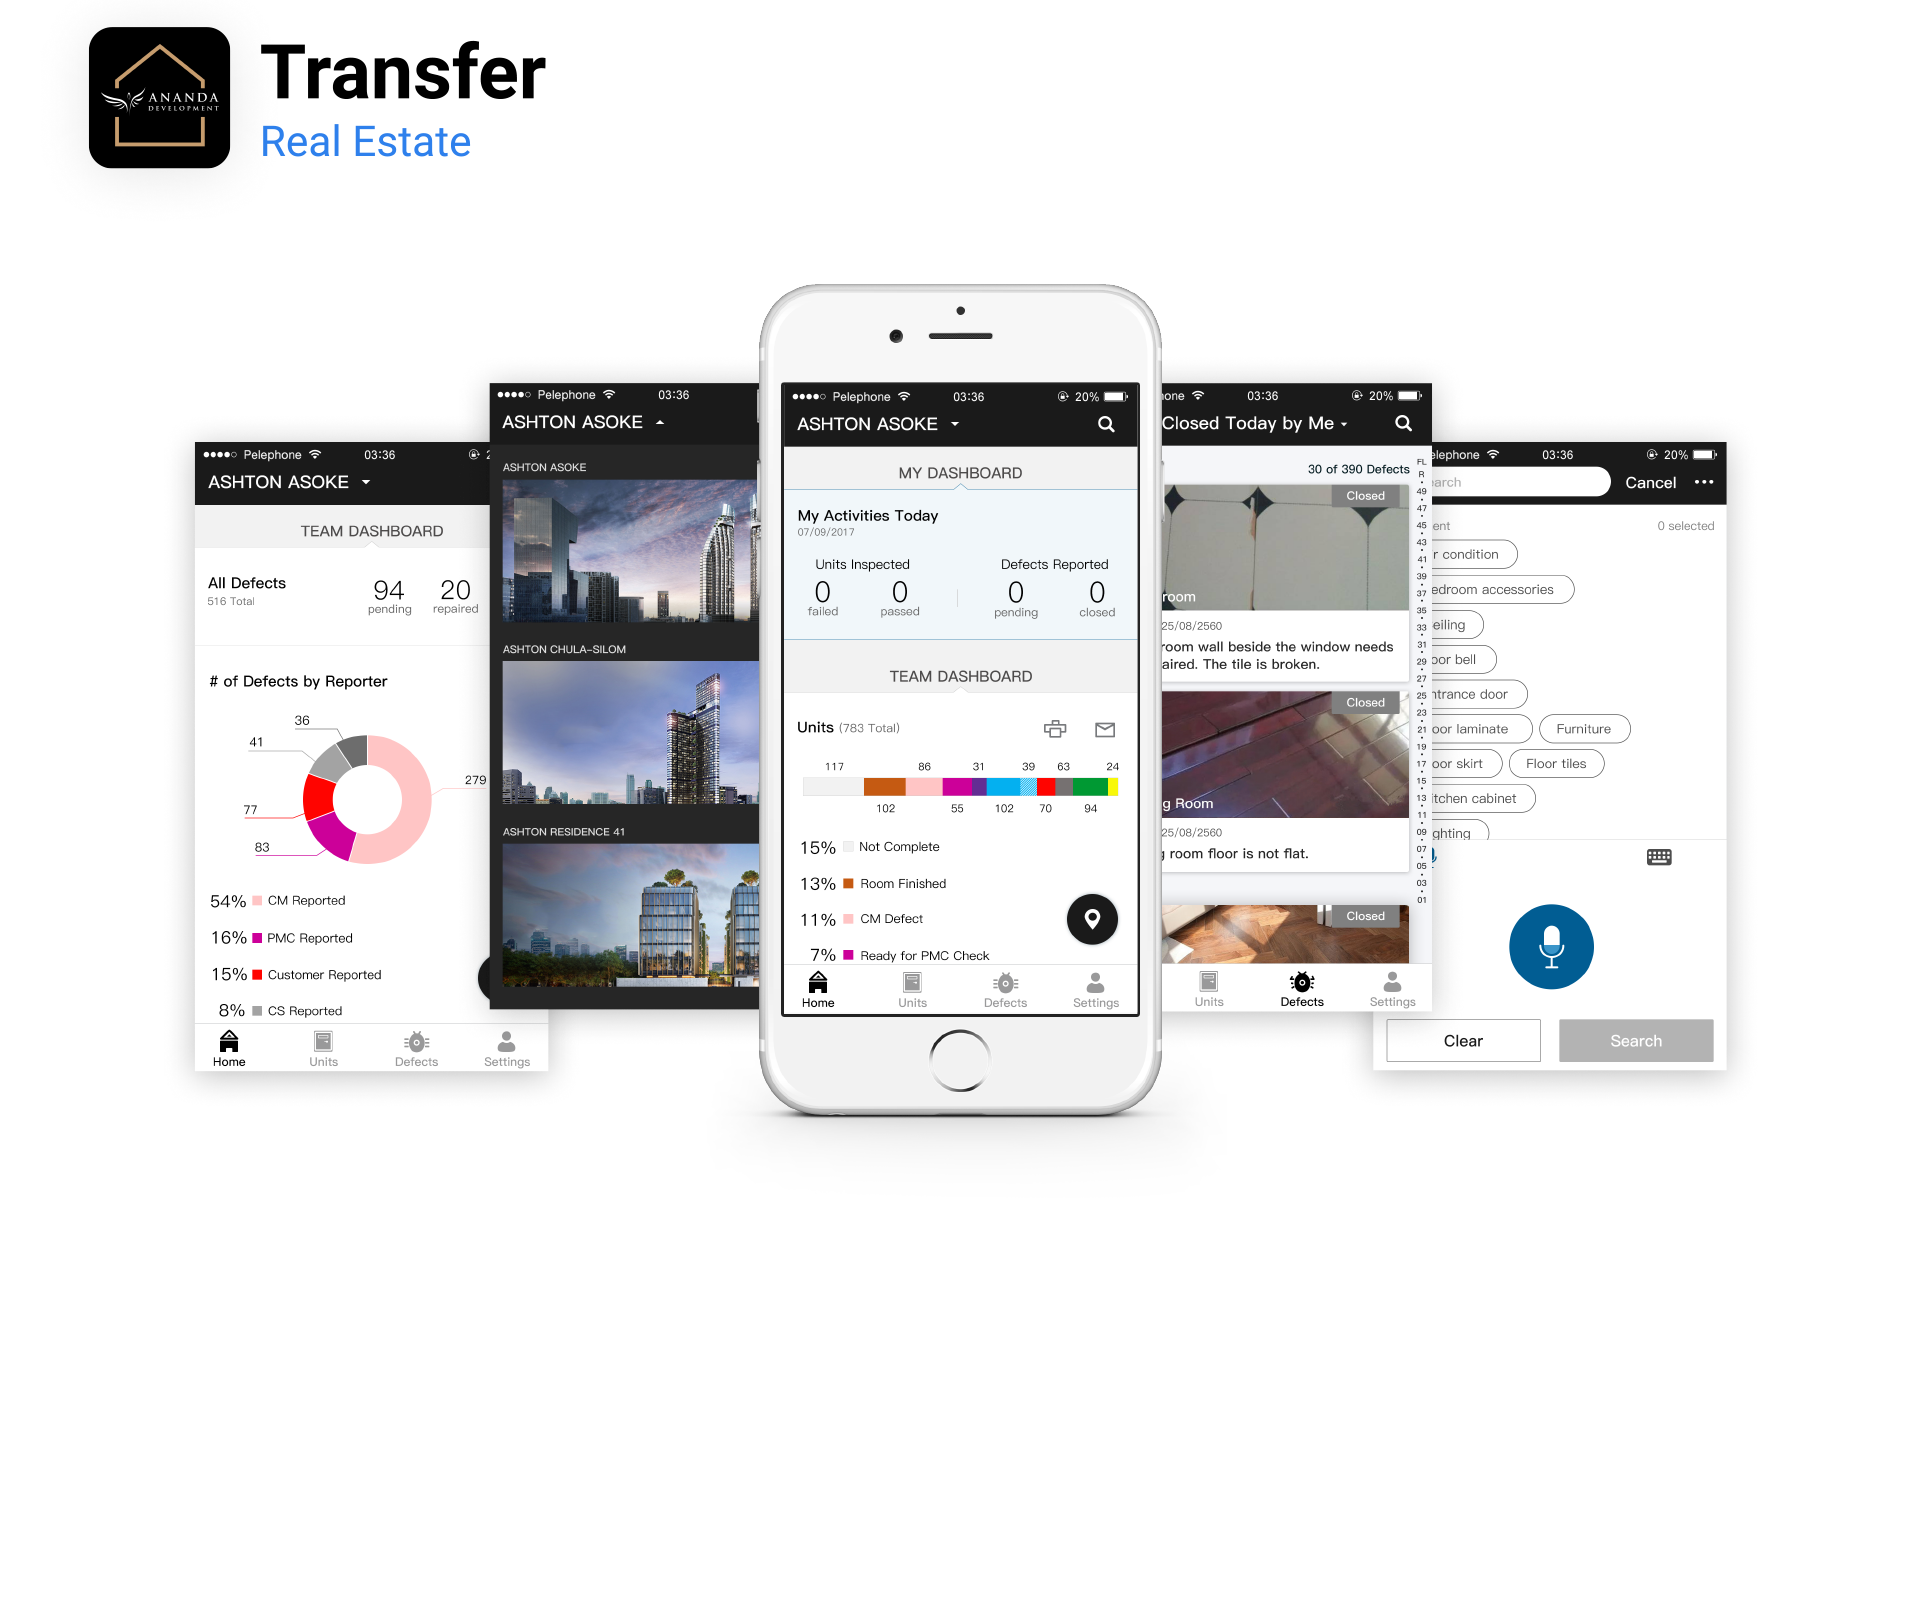 ANANDA
DEVELOPMENT
Transfer
Real Estate
Pelephone 03:36
ASHTON ASOKE
TEAM DASHBOARD
All Defects
516 Total
94 20
pending repaired
# of Defects by Reporter
36
41
279
77
83
54% CM Reported
16% PMC Reported
15% Customer Reported
8% CS Reported
Home Units Defects Settings
Pelephone 03:36
ASHTON ASOKE
ASHTON ASOKE
ASHTON CHULA-SILOM
ASHTON RESIDENCE 41
Pelephone 03:36 20%
ASHTON ASOKE
MY DASHBOARD
My Activities Today
07/09/2017
Units Inspected Defects Reported
0 0 0 0
failed passed pending closed
TEAM DASHBOARD
Units (783 Total)
117 86 31 39 63 24
102 55 102 70 94
15% Not Complete
13% Room Finished
11% CM Defect
7% Ready for PMC Check
Home Units Defects Settings
one 03:36 20%
Closed Today by Me
30 of 390 Defects
Closed
room
25/08/2560
room wall beside the window needs
aired. The tile is broken.
Closed
g Room
25/08/2560
g room floor is not flat.
Closed
FL
R
49
47
45
43
41
39
37
35
33
31
29
27
25
23
21
19
17
15
13
11
09
07
05
03
01
Units Defects Settings
elephone 03:36 20%
arch Cancel
ent 0 selected
r condition
edroom accessories
eiling
oor bell
ntrance door
oor laminate Furniture
oor skirt Floor tiles
itchen cabinet
ghting
Clear Search